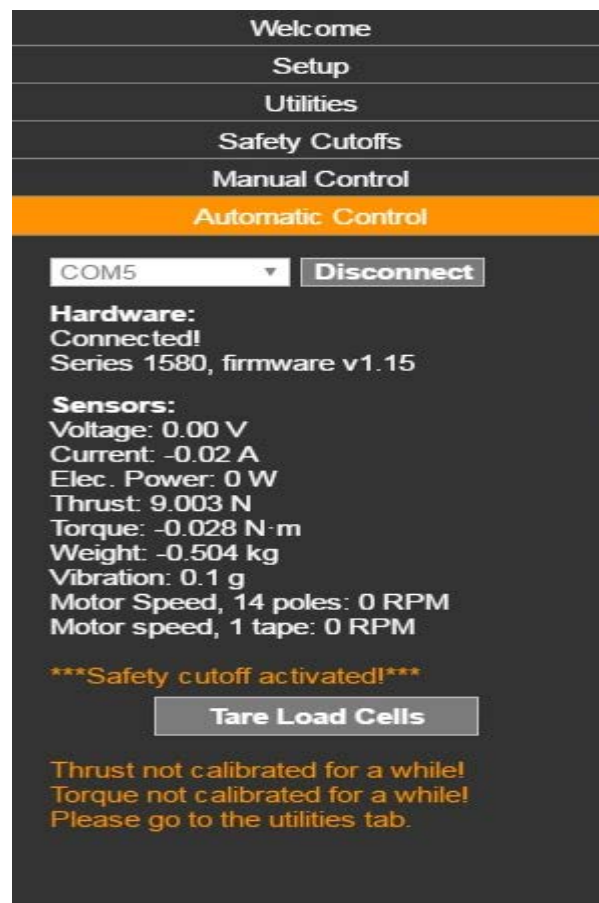 Welcome
Setup
Utilities
Safety Cutoffs
Manual Control
Automatic Control
COM5 Disconnect
Hardware:
Connected!
Series 1580, firmware v1.15
Sensors:
Voltage: 0.00 V
Current: -0.02 A
Elec. Power: 0 W
Thrust: 9.003 N
Torque: -0.028 N·m
Weight: -0.504 kg
Vibration: 0.1 g
Motor Speed, 14 poles: 0 RPM
Motor speed, 1 tape: 0 RPM
***Safety cutoff activated!***
Tare Load Cells
Thrust not calibrated for a while!
Torque not calibrated for a while!
Please go to the utilities tab.